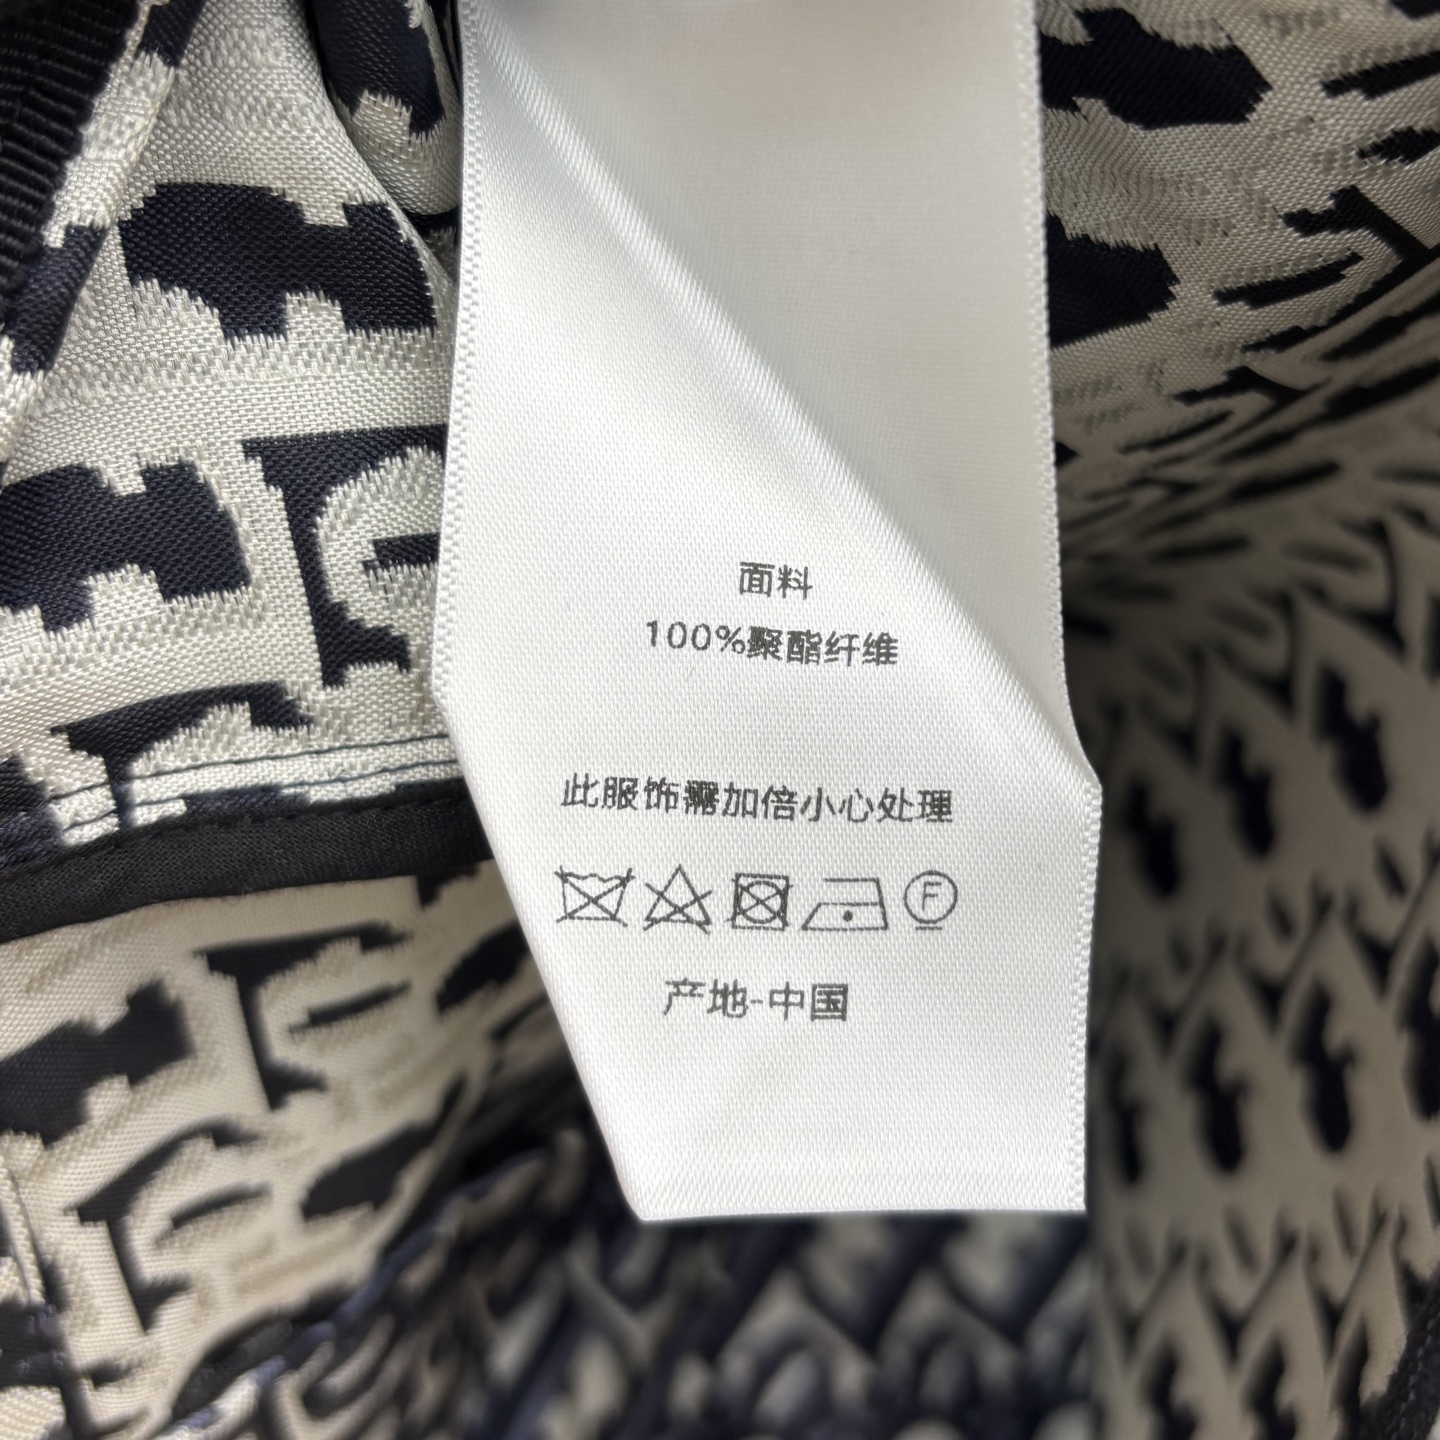 面料
100%聚酯纤维
此服饰需加倍小心处理
F
产地-中国